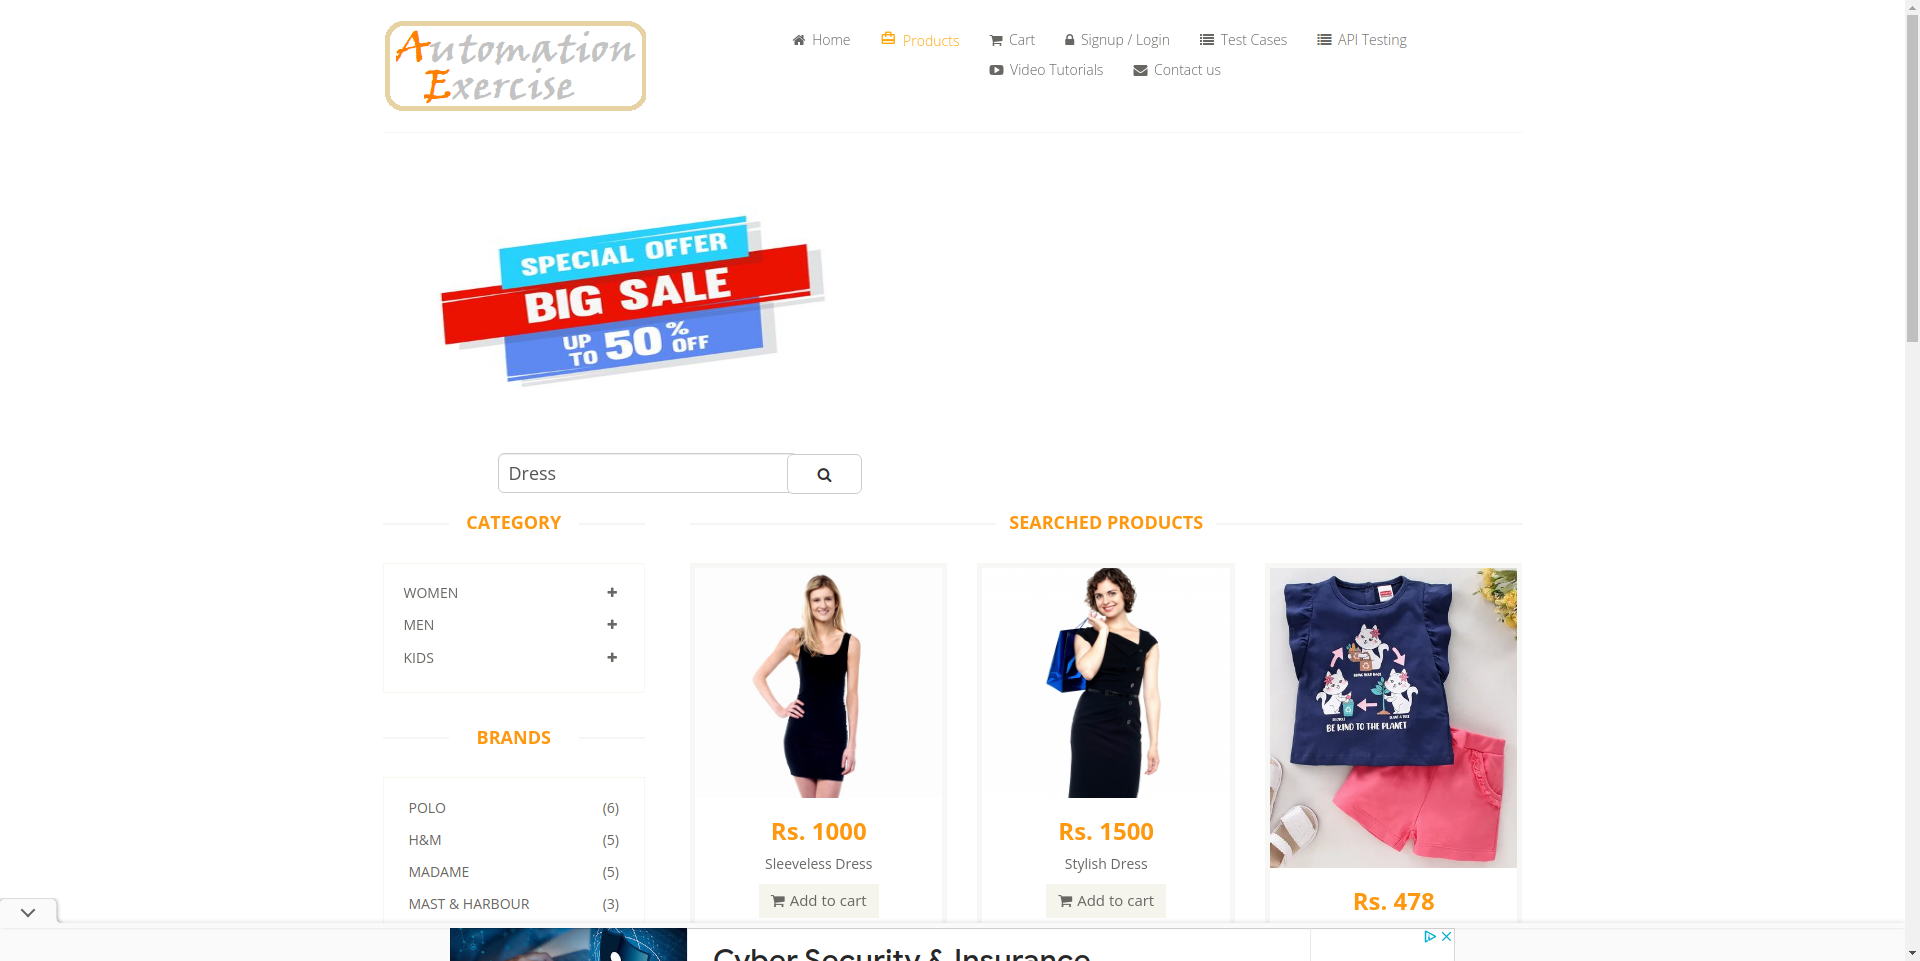 Automation
Exercise
Home
Products
Cart
Signup / Login
Test Cases
API Testing
Video Tutorials
Contact us
SPECIAL OFFER
BIG SALE
UP TO 50% OFF
Dress
CATEGORY
WOMEN
MEN
KIDS
BRANDS
POLO (6)
H&M (5)
MADAME (5)
MAST & HARBOUR (3)
SEARCHED PRODUCTS
Rs. 1000
Sleeveless Dress
Add to cart
Rs. 1500
Stylish Dress
Add to cart
BE KIND TO THE PLANET
Rs. 478
Cyber Security & Insurance